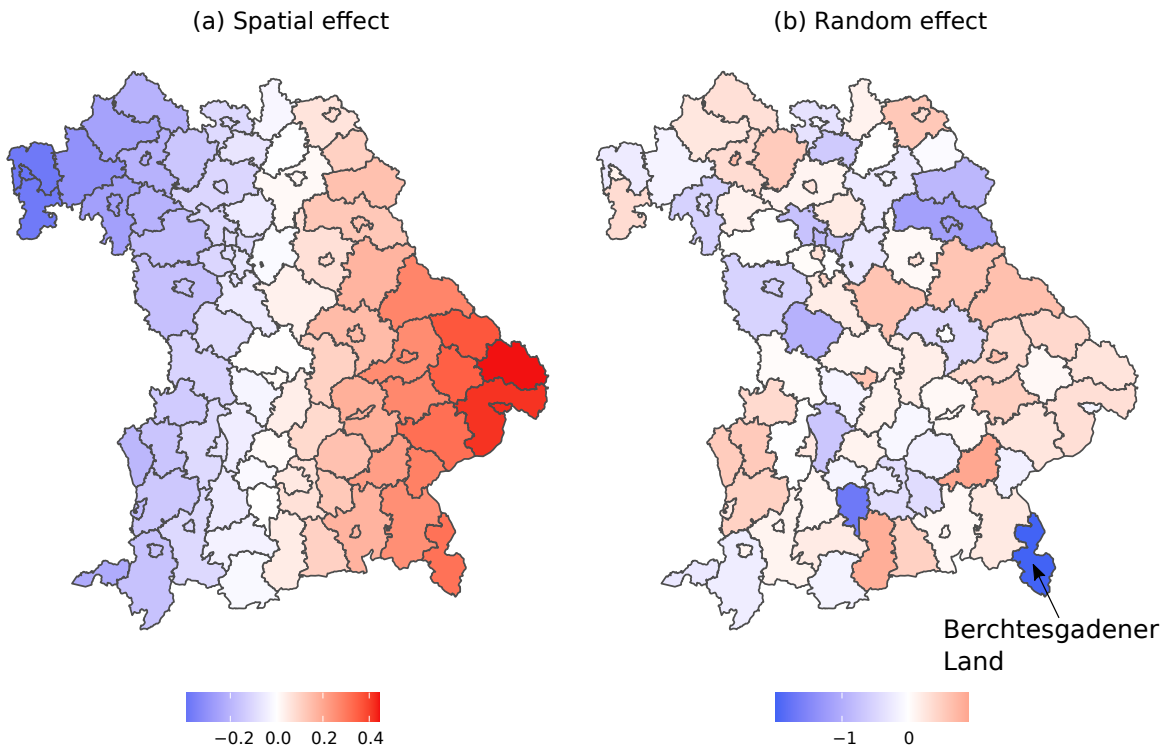 (a) Spatial effect
(b) Random effect
Berchtesgadener
Land
−0.2 0.0 0.2 0.4
−1 0